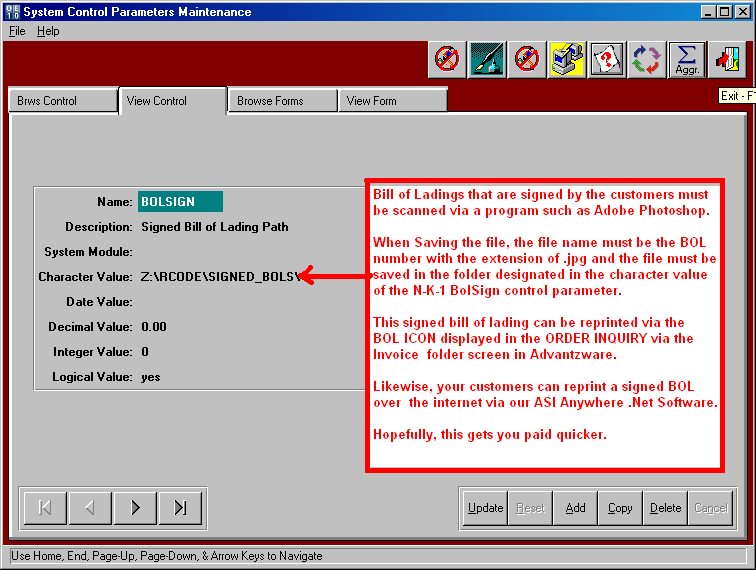 System Control Parameters Maintenance
File Help
Aggr.
Brws Control View Control Browse Forms View Form
Exit - F
Name: BOLSIGN
Description: Signed Bill of Lading Path
System Module:
Character Value: Z:\RCODE\SIGNED_BOLS\
Date Value:
Decimal Value: 0.00
Integer Value: 0
Logical Value: yes
Bill of Ladings that are signed by the customers must
be scanned via a program such as Adobe Photoshop.
When Saving the file, the file name must be the BOL
number with the extension of .jpg and the file must be
saved in the folder designated in the character value
of the N-K-1 BolSign control parameter.
This signed bill of lading can be reprinted via the
BOL ICON displayed in the ORDER INQUIRY via the
Invoice folder screen in Advantzware.
Likewise, your customers can reprint a signed BOL
over the internet via our ASI Anywhere .Net Software.
Hopefully, this gets you paid quicker.
Update Reset Add Copy Delete Cancel
Use Home, End, Page-Up, Page-Down, & Arrow Keys to Navigate